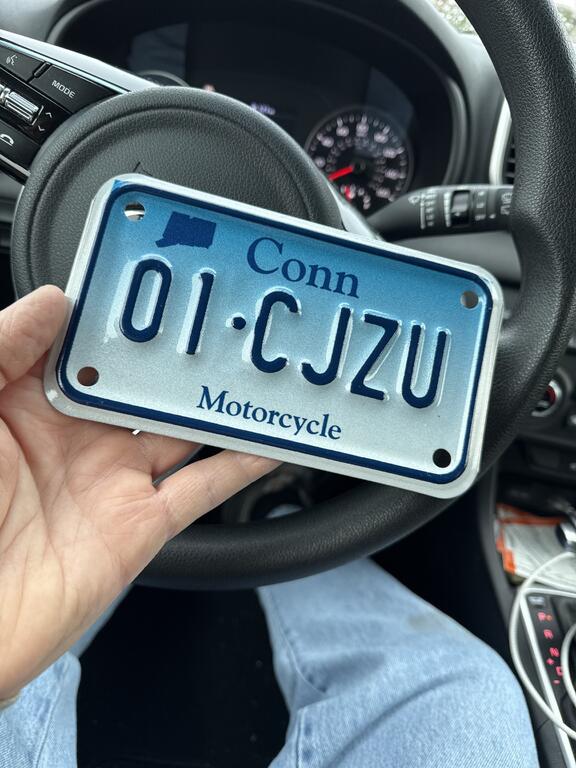 MODE
Conn
01·CJZU
Motorcycle
P
R
N
D